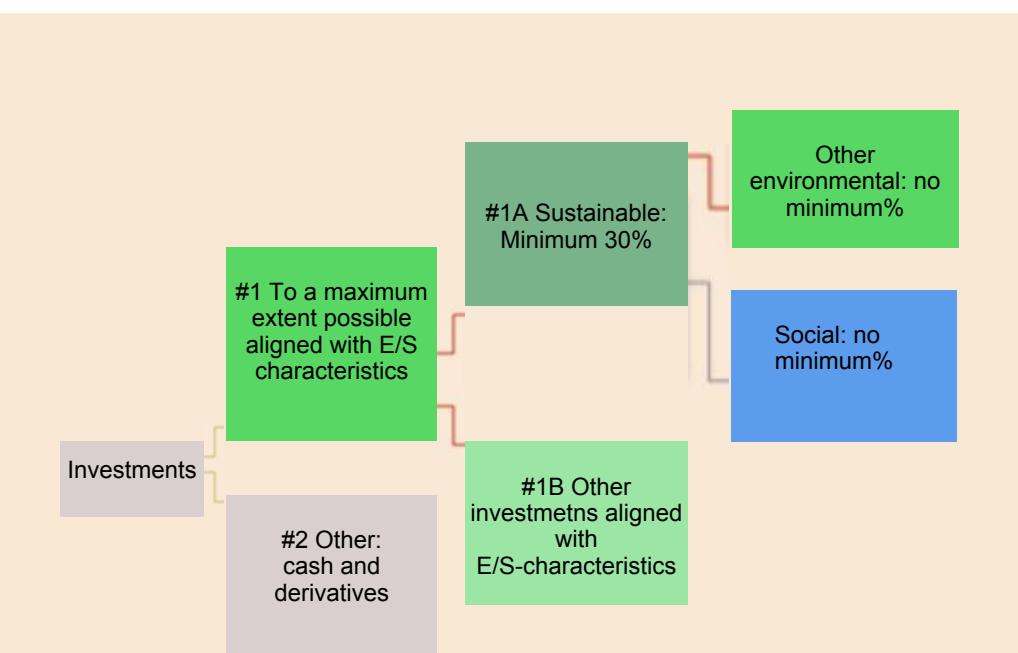 Investments
#1 To a maximum
extent possible
aligned with E/S
characteristics
#2 Other:
cash and
derivatives
#1A Sustainable:
Minimum 30%
#1B Other
investmetns aligned
with
E/S-characteristics
Other
environmental: no
minimum%
Social: no
minimum%